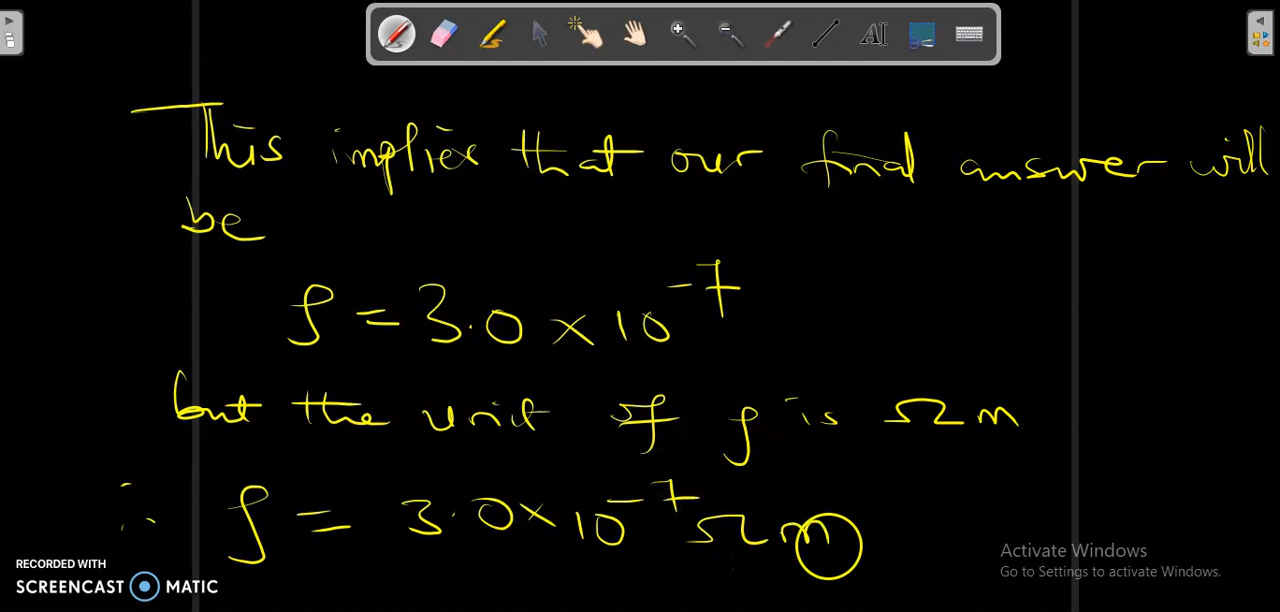 This implies that our final answer will
be
ρ = 3.0 × 10⁻⁷
but the unit of ρ is Ωm
∴ ρ = 3.0 × 10⁻⁷ Ωm
Activate Windows
Go to Settings to activate Windows.
RECORDED WITH
SCREENCAST MATIC